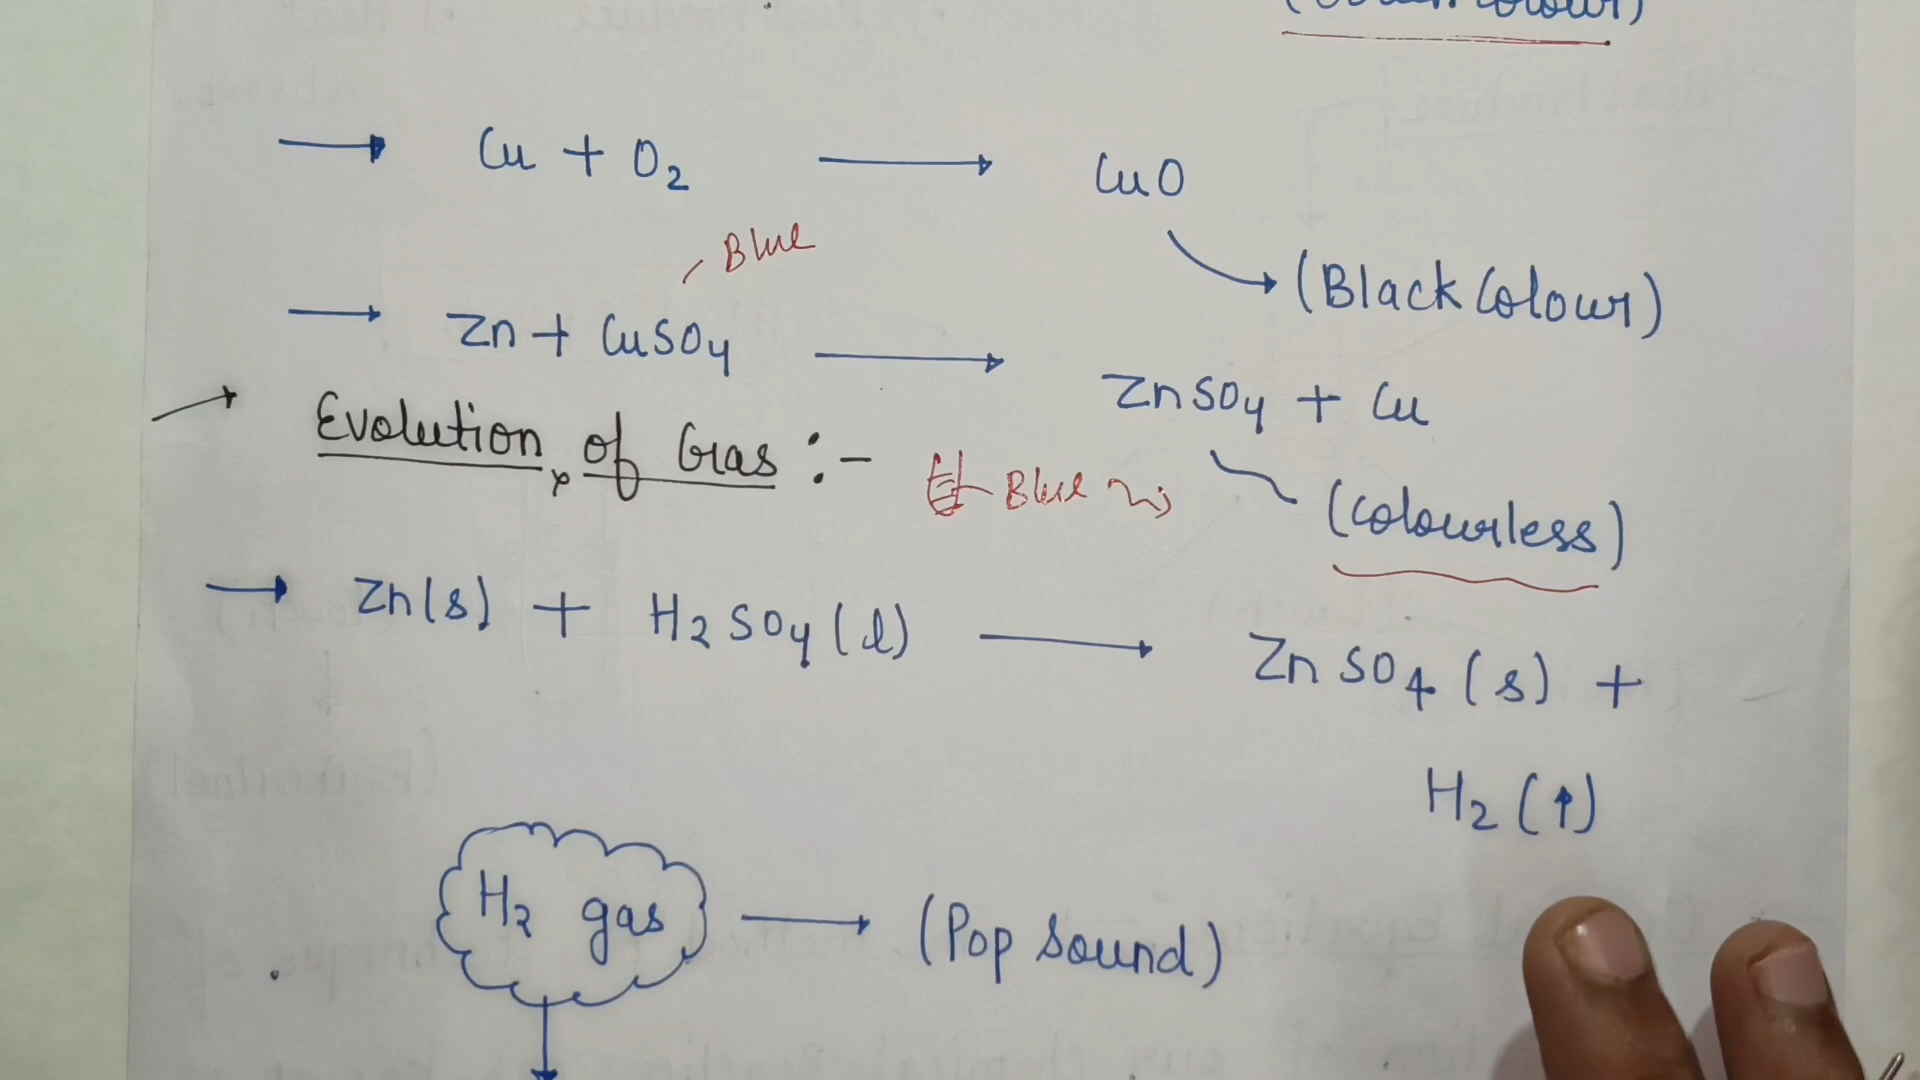 → Cu + O2 → CuO
Blue
(Black Colour)
→ Zn + CuSO4 → ZnSO4 + Cu
→ Evolution of Gas :-
Blue
(colourless)
→ Zn(s) + H2SO4(l) → ZnSO4(s) +
H2(↑)
H2 gas → (Pop Sound)